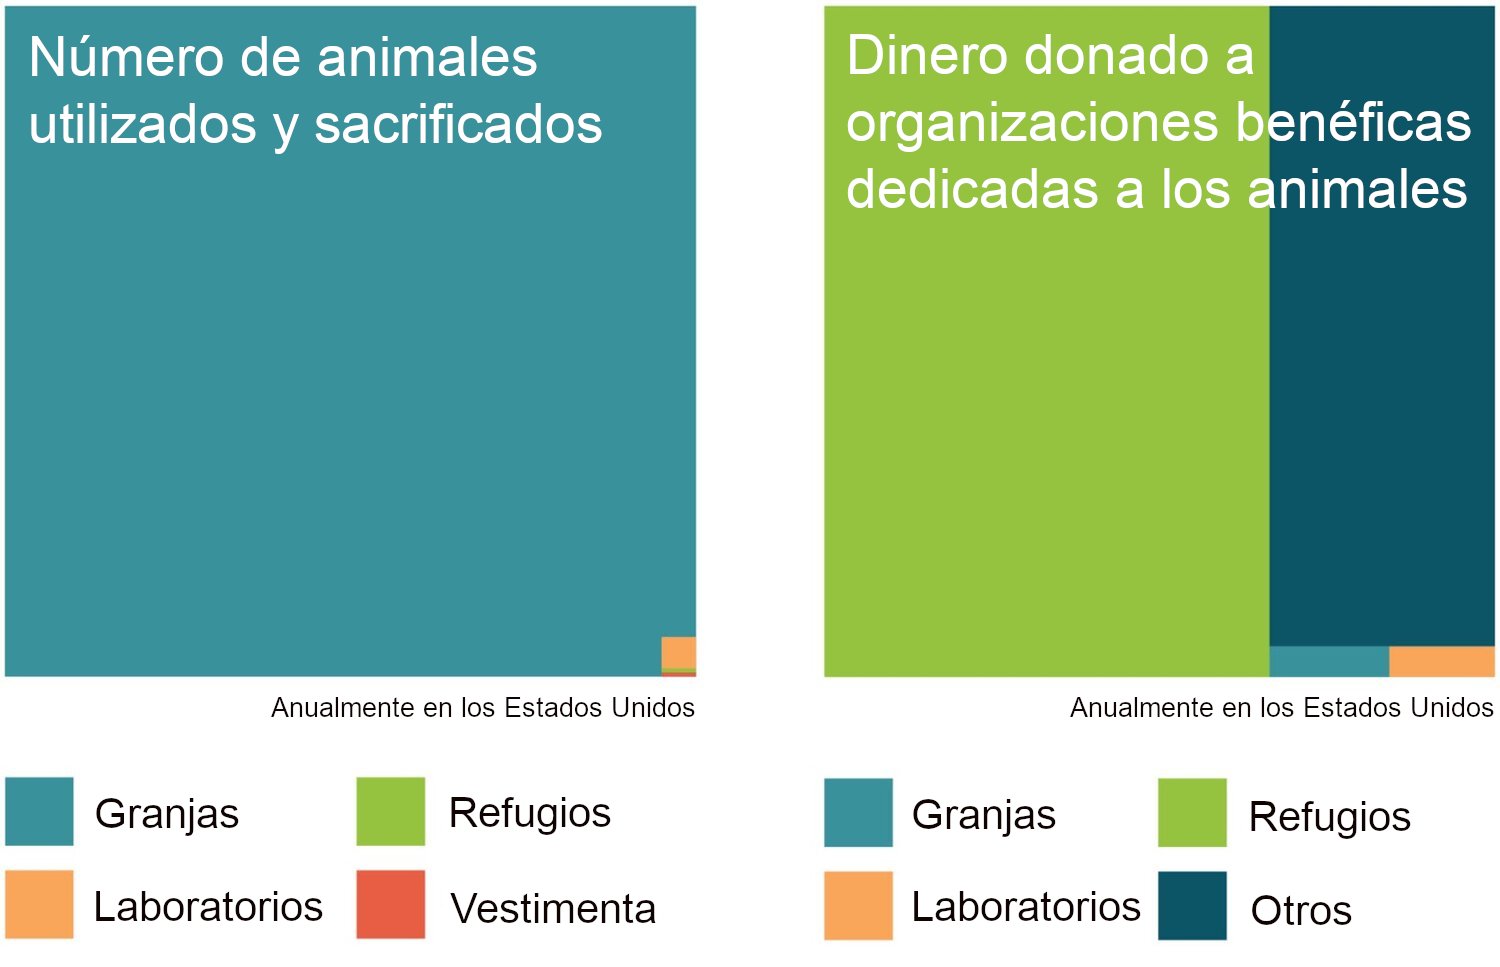 Número de animales
utilizados y sacrificados
Anualmente en los Estados Unidos
Granjas
Refugios
Laboratorios
Vestimenta
Dinero donado a
organizaciones benéficas
dedicadas a los animales
Anualmente en los Estados Unidos
Granjas
Refugios
Laboratorios
Otros